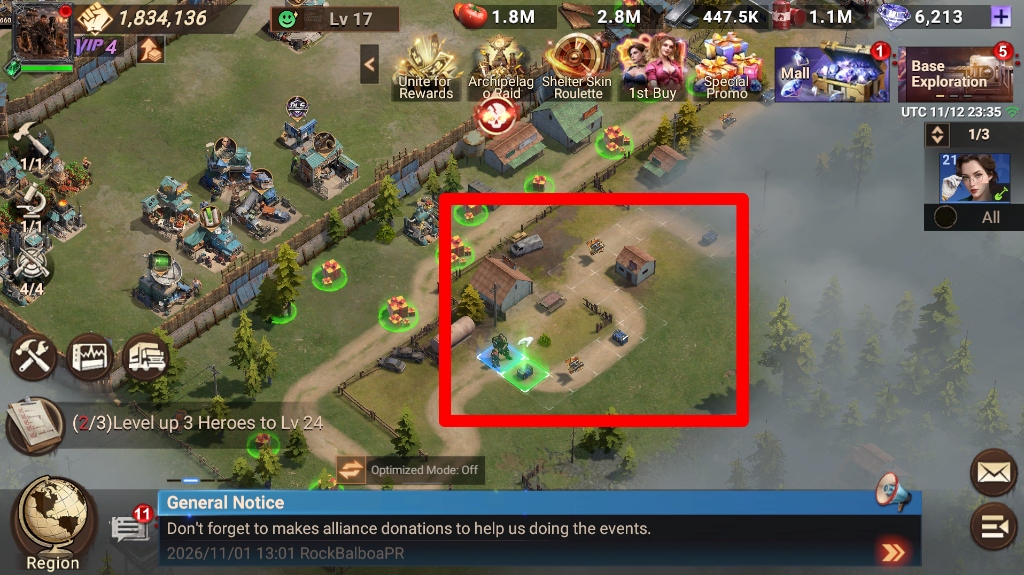 1,834,136
Lv 17
1.8M
2.8M
447.5K
1.1M
6,213
VIP 4
Unite for
Rewards
Archipelag
o Raid
Shelter Skin
Roulette
1st Buy
Special
Promo
Mall
1
Base
Exploration
5
UTC 11/12 23:35
1/3
21
All
1/1
1/1
4/4
(2/3)Level up 3 Heroes to Lv 24
Optimized Mode: Off
General Notice
Don't forget to makes alliance donations to help us doing the events.
2026/11/01 13:01 RockBalboaPR
11
Region